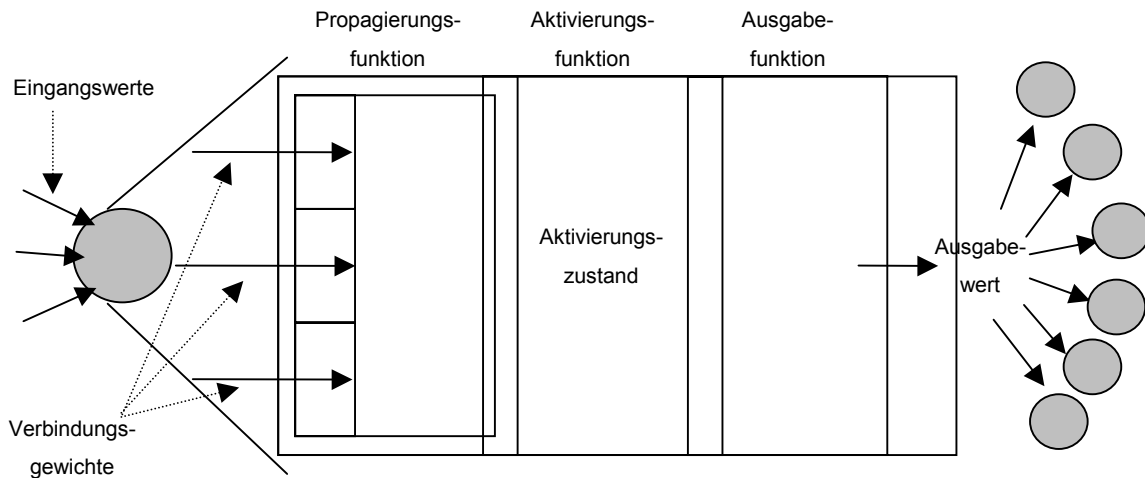 Propagierungs-
funktion
Aktivierungs-
funktion
Ausgabe-
funktion
Eingangswerte
Aktivierungs-
zustand
Ausgabe-
wert
Verbindungs-
gewichte